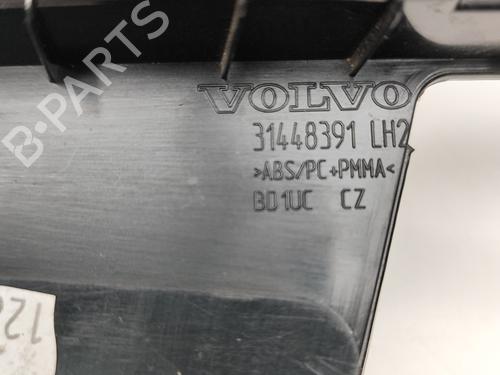 B-PARTS
VOLVO
31448391 LH2
>ABS/PC+PMMA<
BD1UC CZ